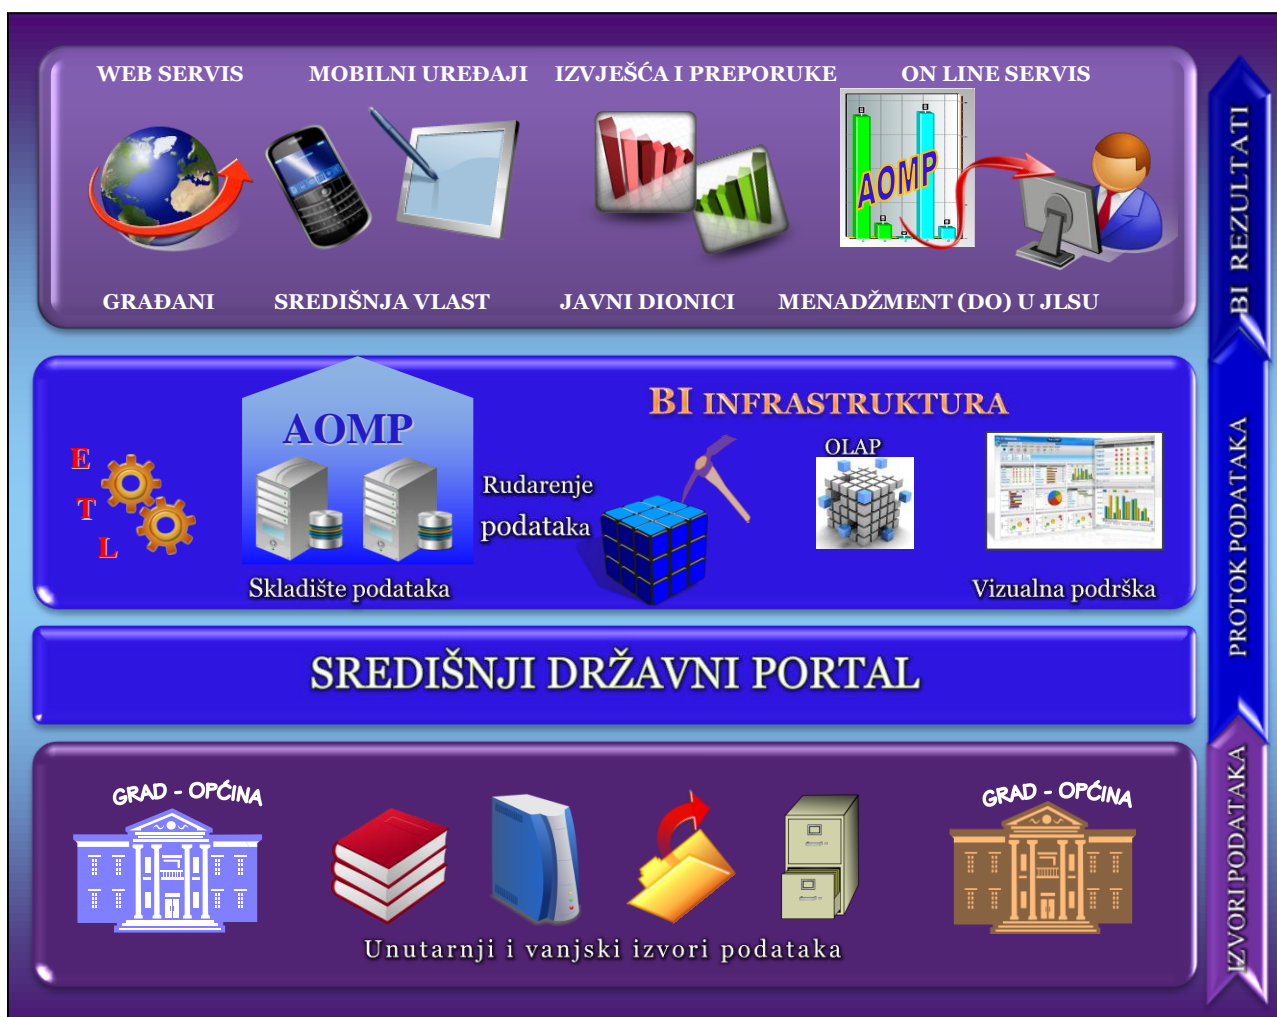 WEB SERVIS
MOBILNI UREĐAJI
IZVJEŠĆA I PREPORUKE
ON LINE SERVIS
AOMP
GRAĐANI
SREDIŠNJA VLAST
JAVNI DIONICI
MENADŽMENT (DO) U JLSU
BI REZULTATI
BI INFRASTRUKTURA
AOMP
E
T
L
Rudarenje
podataka
OLAP
Skladište podataka
Vizualna podrška
PROTOK PODATAKA
SREDIŠNJI DRŽAVNI PORTAL
GRAD - OPĆINA
GRAD - OPĆINA
Unutarnji i vanjski izvori podataka
IZVORI PODATAKA